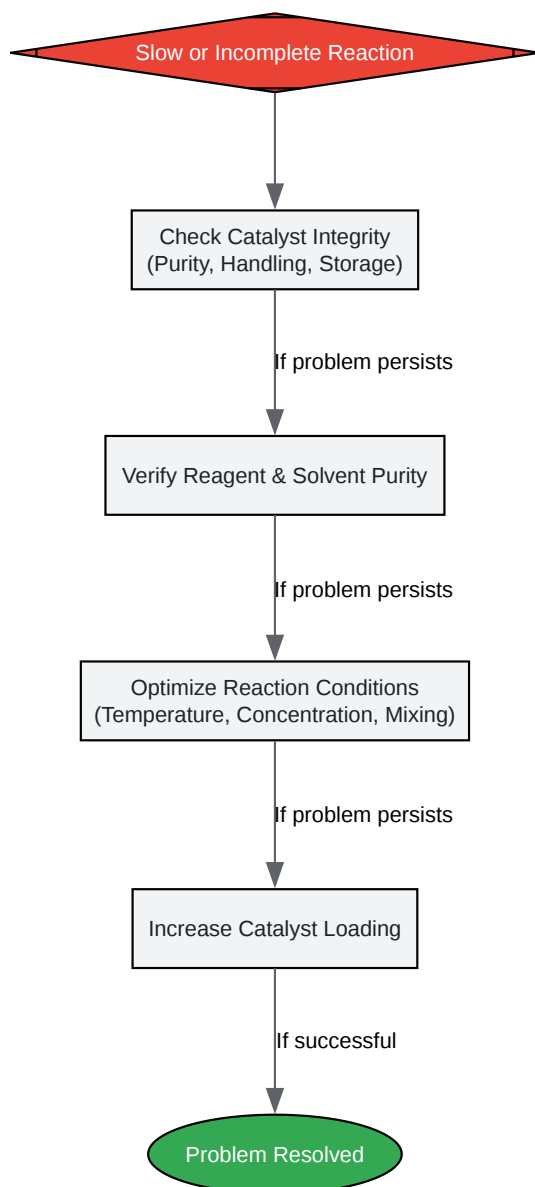 Slow or Incomplete Reaction
Check Catalyst Integrity
(Purity, Handling, Storage)
If problem persists
Verify Reagent & Solvent Purity
If problem persists
Optimize Reaction Conditions
(Temperature, Concentration, Mixing)
If problem persists
Increase Catalyst Loading
If successful
Problem Resolved